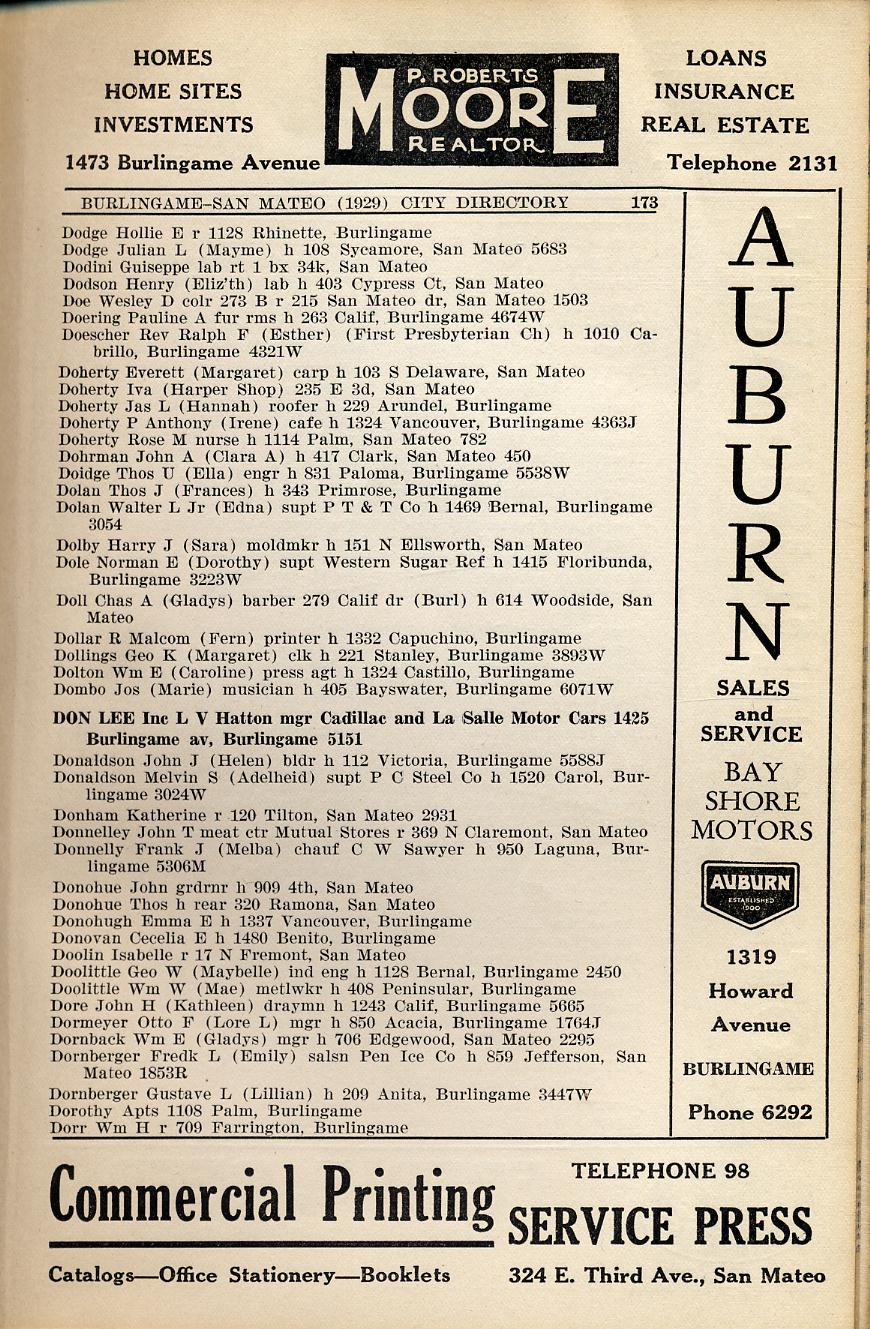 HOMES
HOME SITES
INVESTMENTS
1473 Burlingame Avenue
P. ROBERTS
MOORE
REALTOR
LOANS
INSURANCE
REAL ESTATE
Telephone 2131
BURLINGAME–SAN MATEO (1929) CITY DIRECTORY 173
Dodge Hollie E r 1128 Rhinette, Burlingame
Dodge Julian L (Mayme) h 108 Sycamore, San Mateo 5683
Dodini Guiseppe lab rt 1 bx 34k, San Mateo
Dodson Henry (Eliz'th) lab h 403 Cypress Ct, San Mateo
Doe Wesley D colr 273 B r 215 San Mateo dr, San Mateo 1503
Doering Pauline A fur rms h 263 Calif, Burlingame 4674W
Doescher Rev Ralph F (Esther) (First Presbyterian Ch) h 1010 Ca-
brillo, Burlingame 4321W
Doherty Everett (Margaret) carp h 103 S Delaware, San Mateo
Doherty Iva (Harper Shop) 235 E 3d, San Mateo
Doherty Jas L (Hannah) roofer h 229 Arundel, Burlingame
Doherty P Anthony (Irene) cafe h 1324 Vancouver, Burlingame 4363J
Doherty Rose M nurse h 1114 Palm, San Mateo 782
Dohrman John A (Clara A) h 417 Clark, San Mateo 450
Doidge Thos U (Ella) engr h 831 Paloma, Burlingame 5538W
Dolan Thos J (Frances) h 343 Primrose, Burlingame
Dolan Walter L Jr (Edna) supt P T & T Co h 1469 Bernal, Burlingame
3054
Dolby Harry J (Sara) moldmkr h 151 N Ellsworth, San Mateo
Dole Norman E (Dorothy) supt Western Sugar Ref h 1415 Floribunda,
Burlingame 3223W
Doll Chas A (Gladys) barber 279 Calif dr (Burl) h 614 Woodside, San
Mateo
Dollar R Malcom (Fern) printer h 1332 Capuchino, Burlingame
Dollings Geo K (Margaret) clk h 221 Stanley, Burlingame 3893W
Dolton Wm E (Caroline) press agt h 1324 Castillo, Burlingame
Dombo Jos (Marie) musician h 405 Bayswater, Burlingame 6071W
DON LEE Inc L V Hatton mgr Cadillac and La Salle Motor Cars 1425
Burlingame av, Burlingame 5151
Donaldson John J (Helen) bldr h 112 Victoria, Burlingame 5588J
Donaldson Melvin S (Adelheid) supt P C Steel Co h 1520 Carol, Bur-
lingame 3024W
Donham Katherine r 120 Tilton, San Mateo 2931
Donnelley John T meat ctr Mutual Stores r 369 N Claremont, San Mateo
Donnelly Frank J (Melba) chauf C W Sawyer h 950 Laguna, Bur-
lingame 5306M
Donohue John grdrnr h 909 4th, San Mateo
Donohue Thos h rear 320 Ramona, San Mateo
Donohugh Emma E h 1337 Vancouver, Burlingame
Donovan Cecelia E h 1480 Benito, Burlingame
Doolin Isabelle r 17 N Fremont, San Mateo
Doolittle Geo W (Maybelle) ind eng h 1128 Bernal, Burlingame 2450
Doolittle Wm W (Mae) metlwkr h 408 Peninsular, Burlingame
Dore John H (Kathleen) draymn h 1243 Calif, Burlingame 5665
Dormeyer Otto F (Lore L) mgr h 850 Acacia, Burlingame 1764J
Dornback Wm E (Gladys) mgr h 706 Edgewood, San Mateo 2295
Dornberger Fredk L (Emily) salsn Pen Ice Co h 859 Jefferson, San
Mateo 1853R
Dornberger Gustave L (Lillian) h 209 Anita, Burlingame 3447W
Dorothy Apts 1108 Palm, Burlingame
Dorr Wm H r 709 Farrington, Burlingame
A
U
B
U
R
N
SALES
and
SERVICE
BAY
SHORE
MOTORS
AUBURN
ESTABLISHED
1900
1319
Howard
Avenue
BURLINGAME
Phone 6292
Commercial Printing
Catalogs—Office Stationery—Booklets
TELEPHONE 98
SERVICE PRESS
324 E. Third Ave., San Mateo